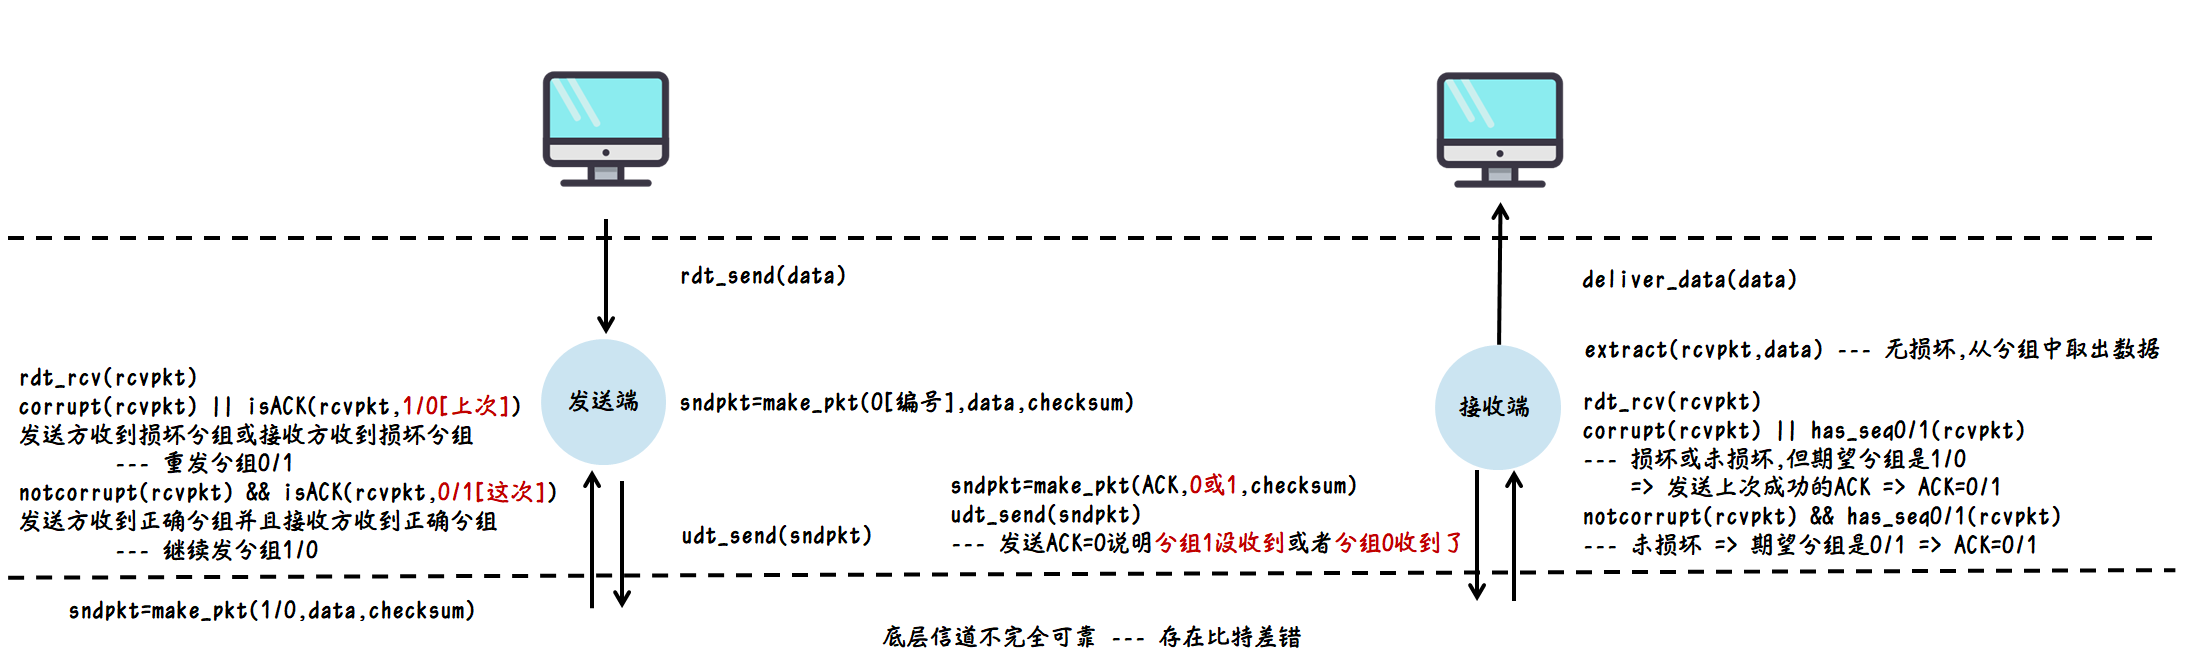 rdt_send(data)
deliver_data(data)
rdt_rcv(rcvpkt)
corrupt(rcvpkt) || isACK(rcvpkt,1/0[上次])
发送方收到损坏分组或接收方收到损坏分组
--- 重发分组0/1
notcorrupt(rcvpkt) && isACK(rcvpkt,0/1[这次])
发送方收到正确分组并且接收方收到正确分组
--- 继续发分组1/0
sndpkt=make_pkt(1/0,data,checksum)
发送端
sndpkt=make_pkt(0[编号],data,checksum)
udt_send(sndpkt)
sndpkt=make_pkt(ACK,0或1,checksum)
udt_send(sndpkt)
--- 发送ACK=0说明分组1没收到或者分组0收到了
接收端
extract(rcvpkt,data) --- 无损坏,从分组中取出数据
rdt_rcv(rcvpkt)
corrupt(rcvpkt) || has_seq0/1(rcvpkt)
--- 损坏或未损坏,但期望分组是1/0
=> 发送上次成功的ACK => ACK=0/1
notcorrupt(rcvpkt) && has_seq0/1(rcvpkt)
--- 未损坏 => 期望分组是0/1 => ACK=0/1
底层信道不完全可靠 --- 存在比特差错